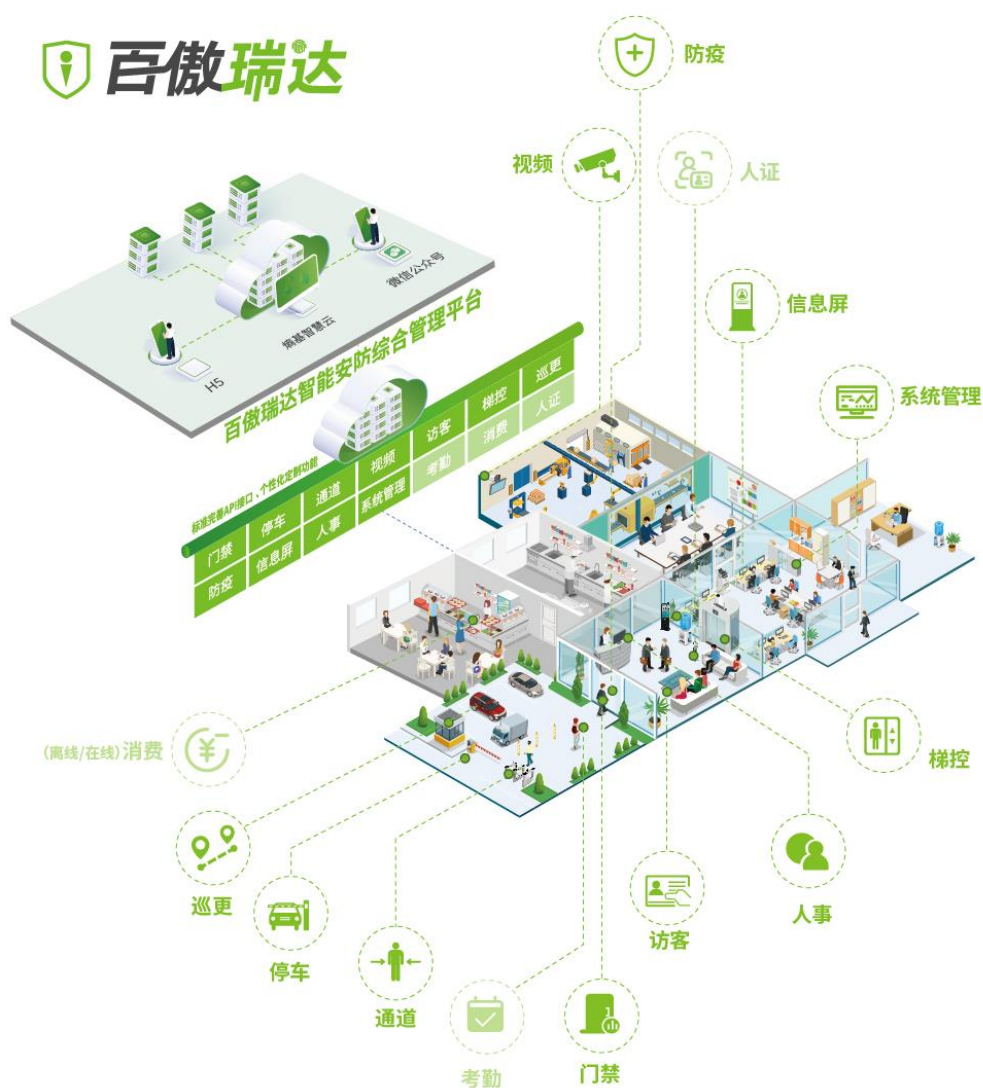 百傲瑞达
防疫
视频
人证
信息屏
系统管理
微信公众号
熵基智慧云
H5
百傲瑞达智能安防综合管理平台
标准完善API接口、个性化定制功能
门禁 停车 通道 视频 访客 梯控 巡更
防疫 信息屏 人事 系统管理 考勤 消费 人证
(离线/在线)消费
梯控
巡更
人事
停车
访客
通道
考勤
门禁